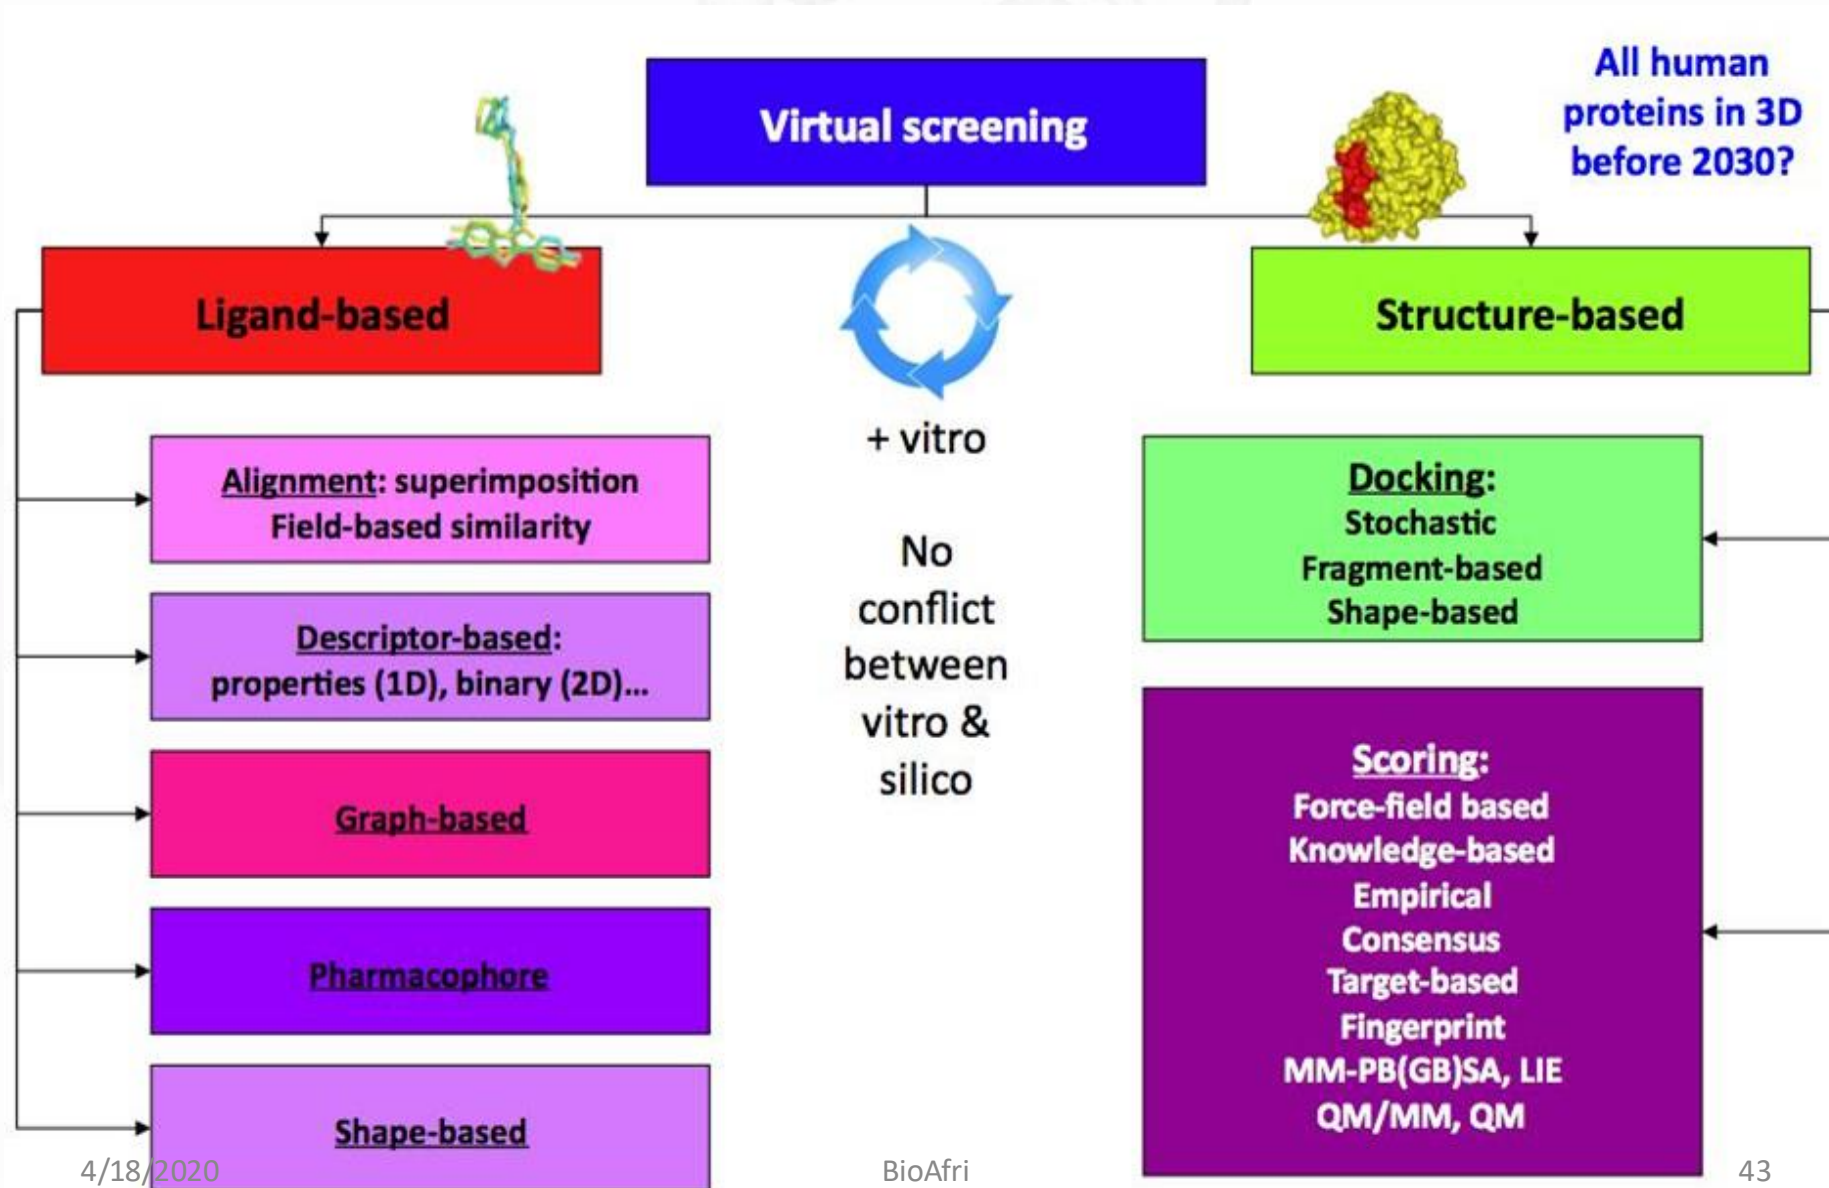 Virtual screening
All human
proteins in 3D
before 2030?
Ligand-based
Structure-based
Alignment: superimposition
Field-based similarity
Descriptor-based:
properties (1D), binary (2D)...
Graph-based
Pharmacophore
Shape-based
+ vitro
No
conflict
between
vitro &
silico
Docking:
Stochastic
Fragment-based
Shape-based
Scoring:
Force-field based
Knowledge-based
Empirical
Consensus
Target-based
Fingerprint
MM-PB(GB)SA, LIE
QM/MM, QM
4/18/2020
BioAfri
43